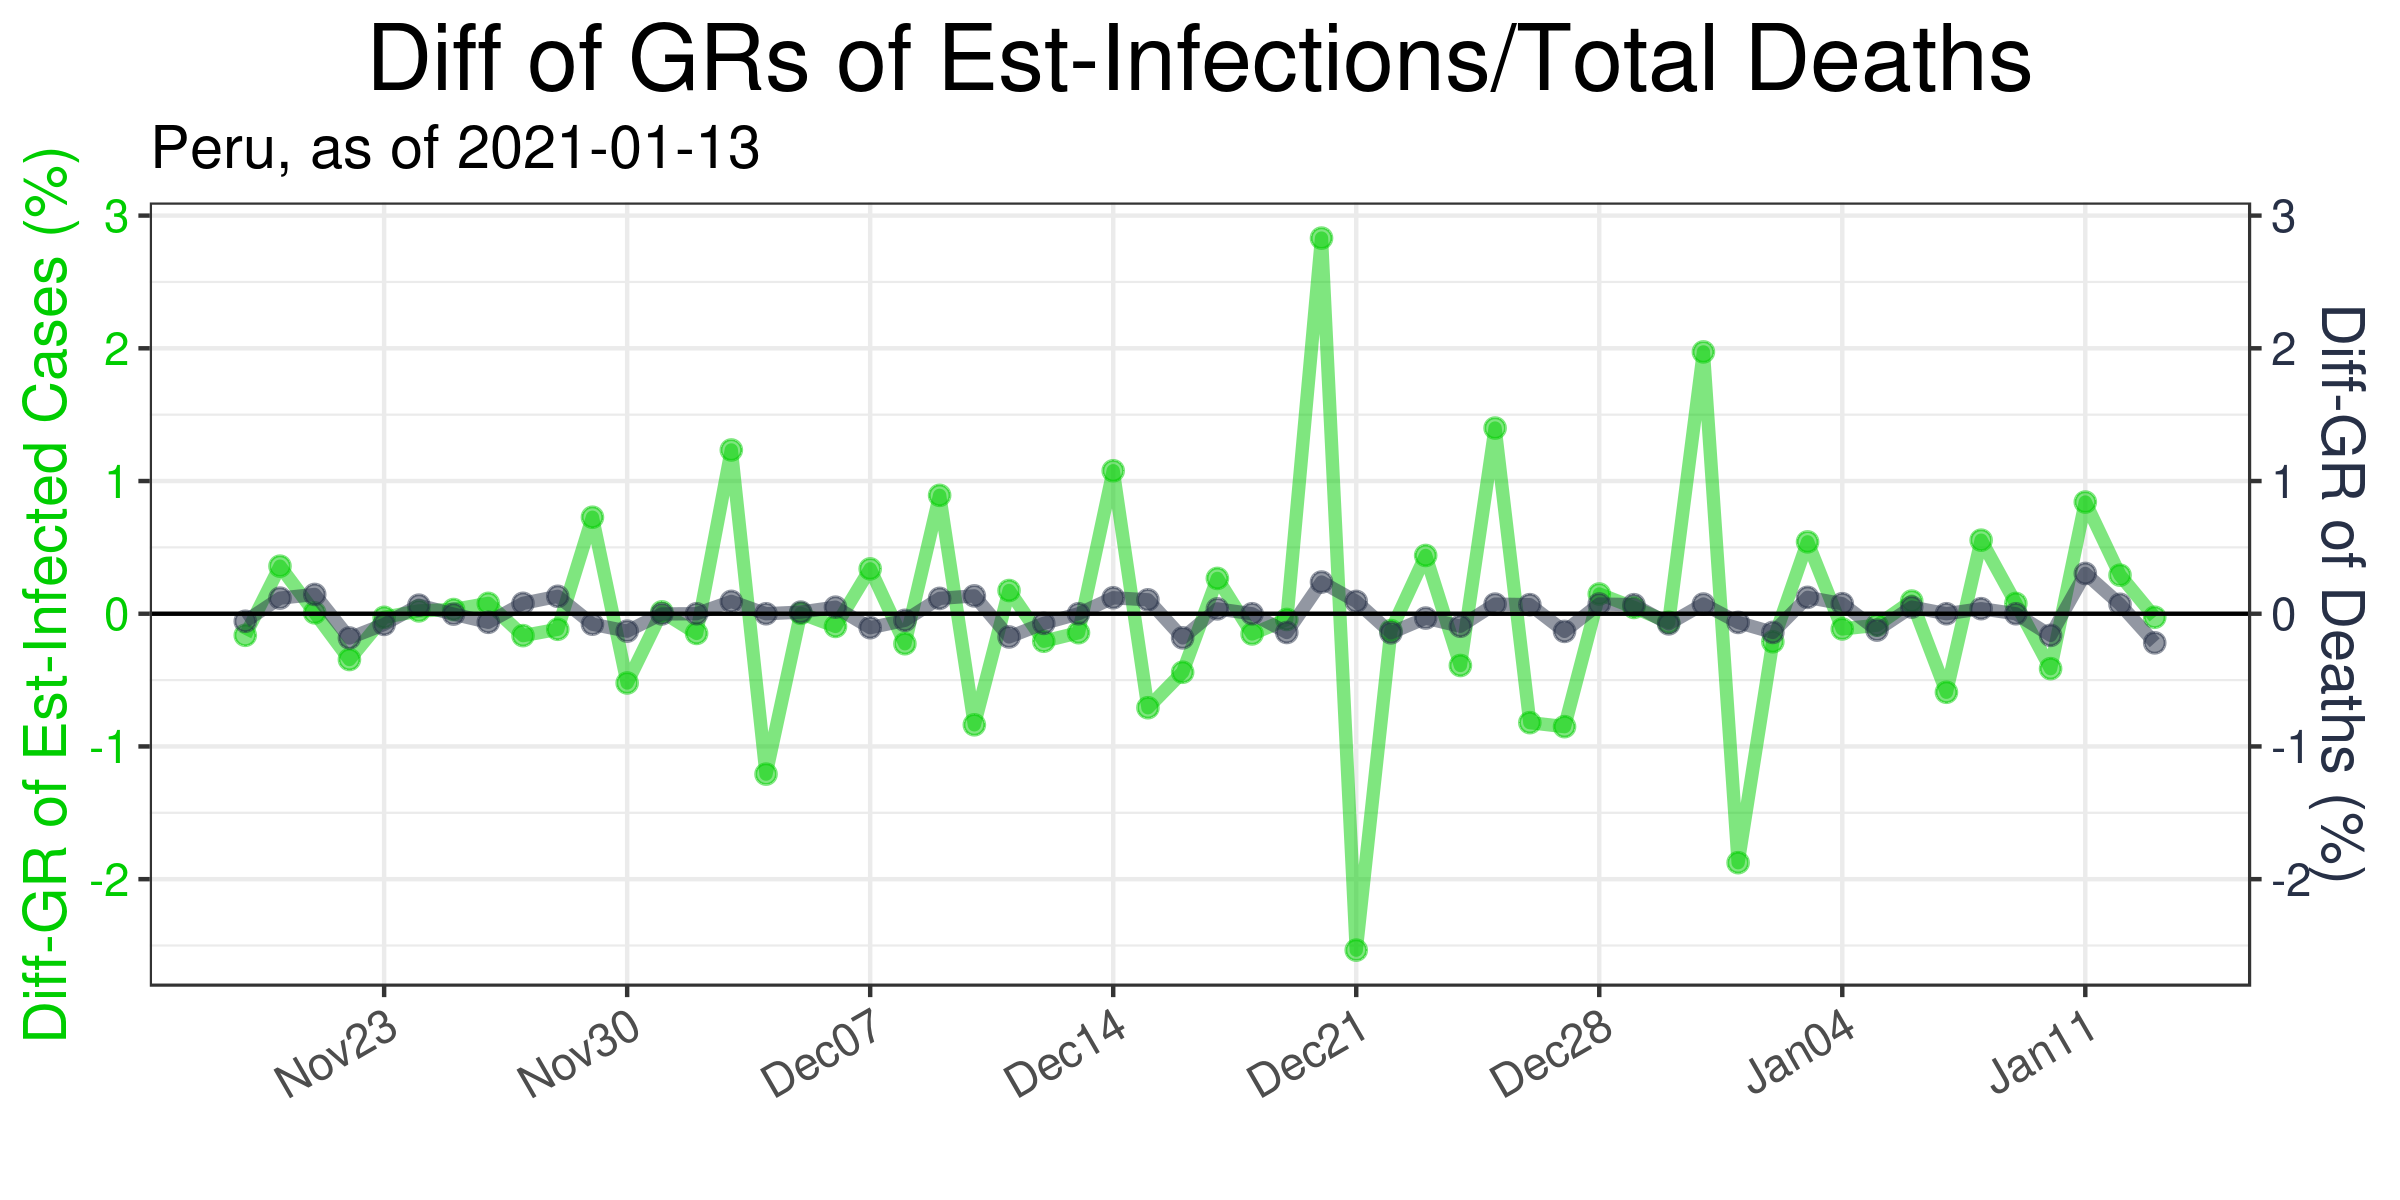 Diff of GRs of Est-Infections/Total Deaths
Peru, as of 2021-01-13
Diff-GR of Est-Infected Cases (%)
3
2
1
0
-1
-2
3
2
1
0
-1
-2
Diff-GR of Deaths (%)
Nov23
Nov30
Dec07
Dec14
Dec21
Dec28
Jan04
Jan11